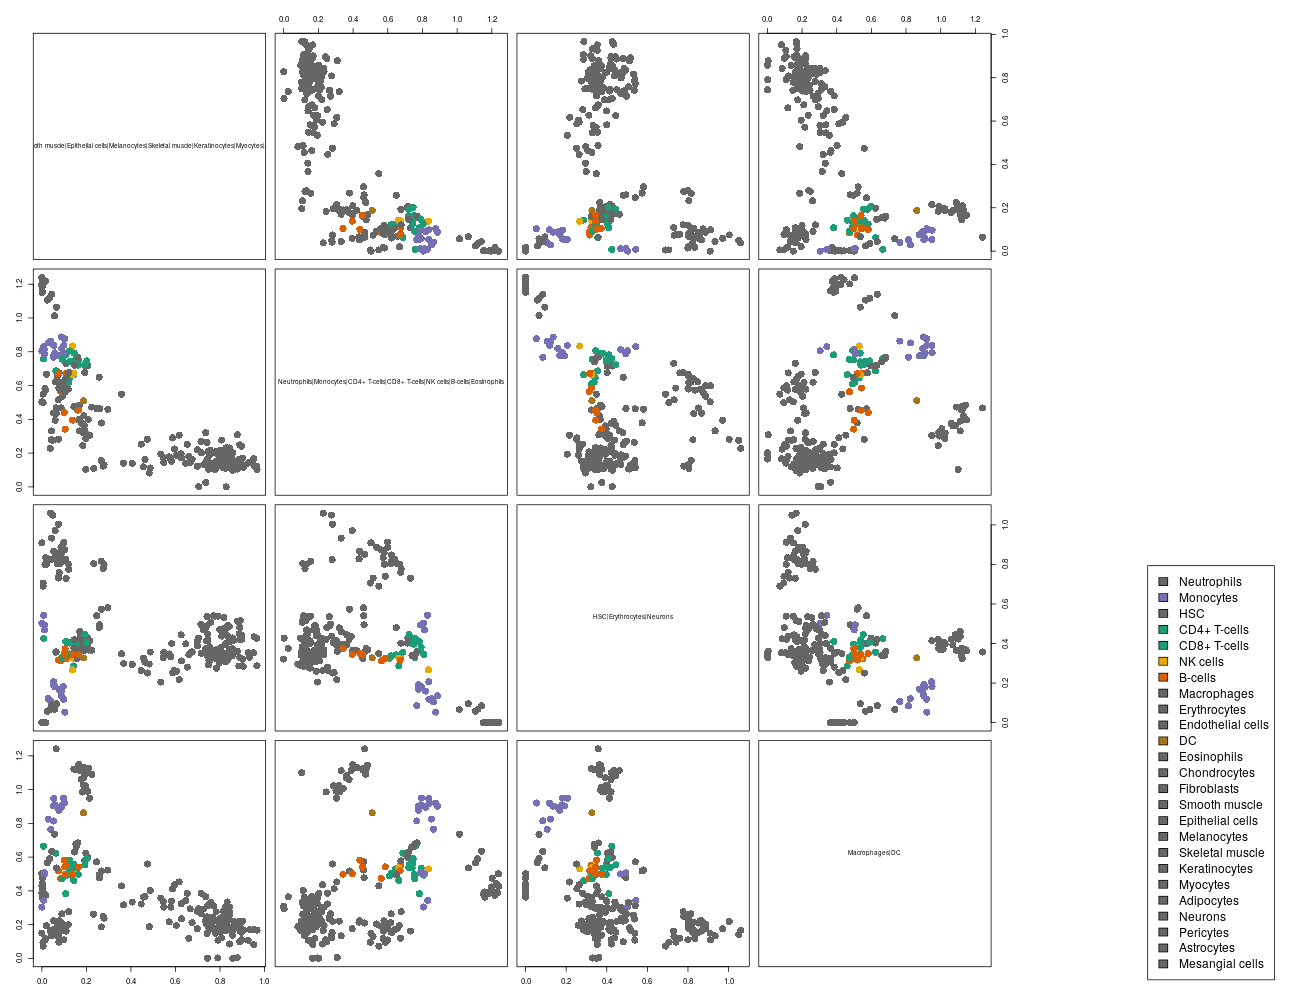 0.0 0.2 0.4 0.6 0.8 1.0 1.2
0.0 0.2 0.4 0.6 0.8 1.0 1.2
oth muscle|Epithelial cells|Melanocytes|Skeletal muscle|Keratinocytes|Myocytes|
0.0 0.2 0.4 0.6 0.8 1.0
0.0 0.2 0.4 0.6 0.8 1.0 1.2
Neutrophils|Monocytes|CD4+ T-cells|CD8+ T-cells|NK cells|B-cells|Eosinophils
HSC|Erythrocytes|Neurons
0.0 0.2 0.4 0.6 0.8 1.0
0.0 0.2 0.4 0.6 0.8 1.0 1.2
Macrophages|DC
0.0 0.2 0.4 0.6 0.8 1.0
0.0 0.2 0.4 0.6 0.8 1.0
Neutrophils
Monocytes
HSC
CD4+ T-cells
CD8+ T-cells
NK cells
B-cells
Macrophages
Erythrocytes
Endothelial cells
DC
Eosinophils
Chondrocytes
Fibroblasts
Smooth muscle
Epithelial cells
Melanocytes
Skeletal muscle
Keratinocytes
Myocytes
Adipocytes
Neurons
Pericytes
Astrocytes
Mesangial cells